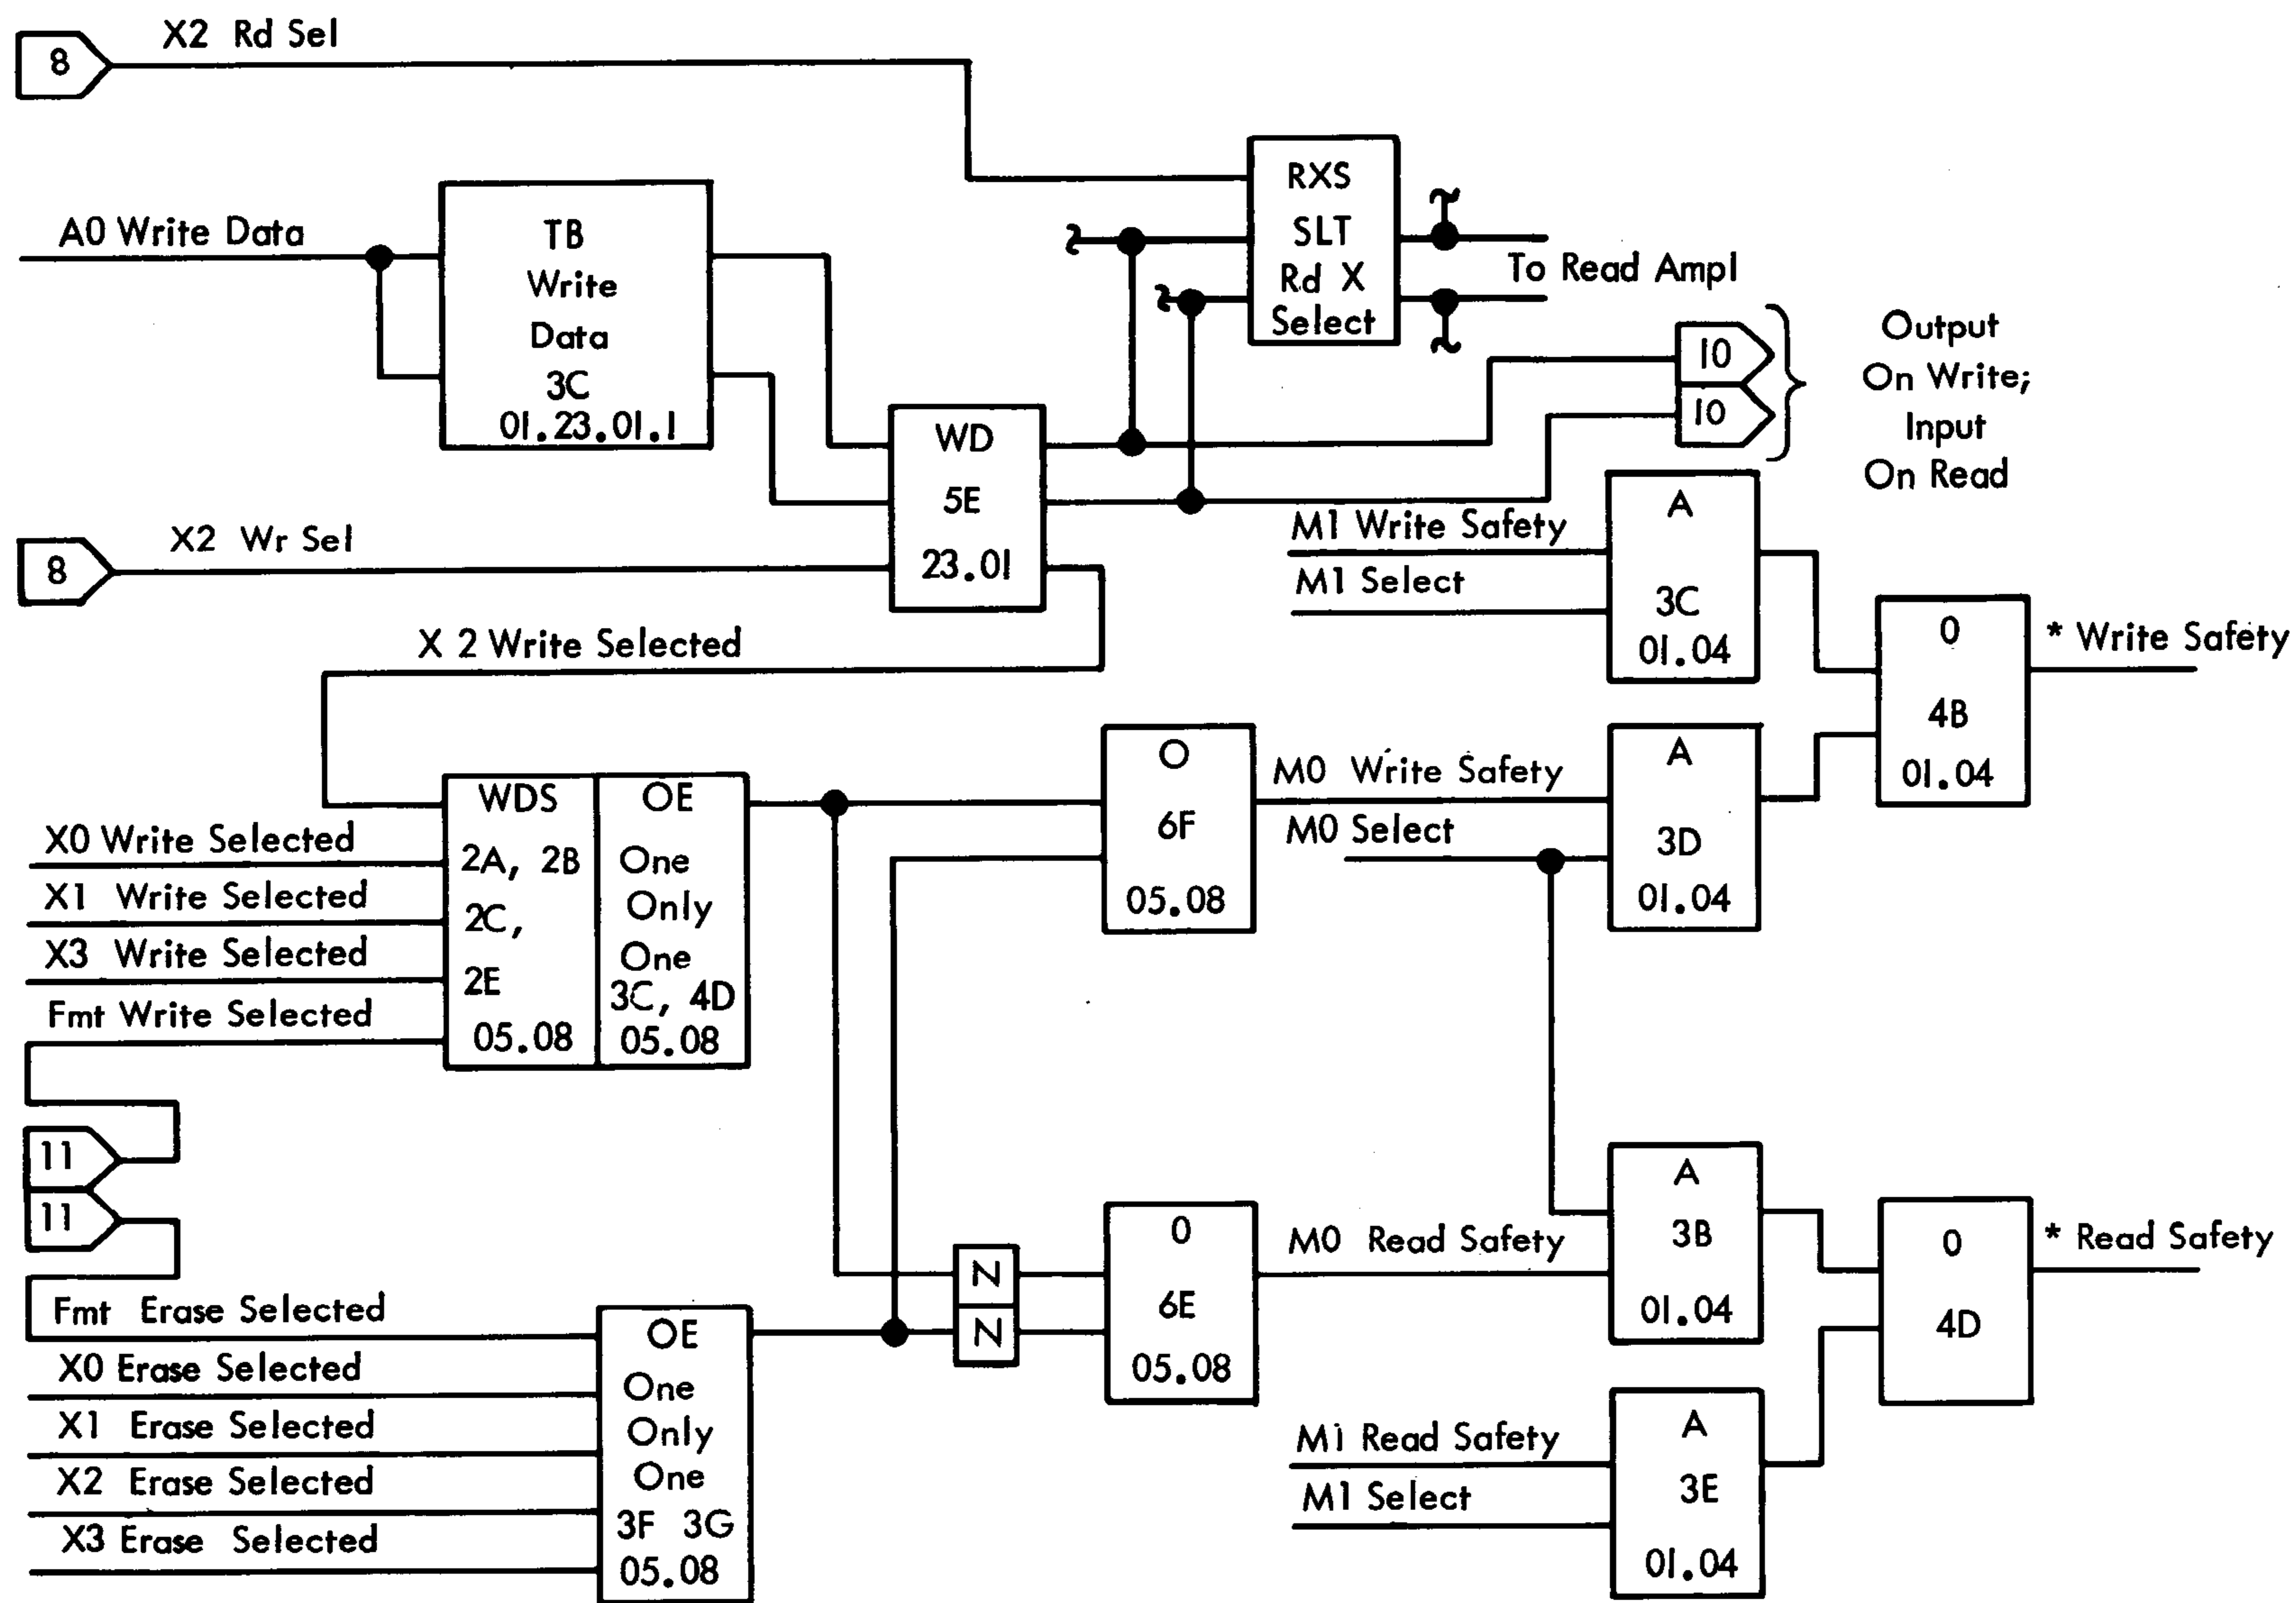 X2 Rd Sel
8
RXS
SLT
Rd X
Select
A0 Write Data
TB
Write
Data
3C
01.23.01.1
To Read Ampl
10
10
Output
On Write;
Input
On Read
WD
5E
23.01
X2 Wr Sel
8
M1 Write Safety
M1 Select
A
3C
01.04
X 2 Write Selected
0
4B
01.04
* Write Safety
WDS
2A, 2B
2C,
2E
05.08
OE
One
Only
One
3C, 4D
05.08
X0 Write Selected
X1 Write Selected
X3 Write Selected
Fmt Write Selected
O
6F
05.08
M0 Write Safety
M0 Select
A
3D
01.04
11
11
N
N
0
6E
05.08
M0 Read Safety
A
3B
01.04
0
4D
* Read Safety
Fmt Erase Selected
X0 Erase Selected
X1 Erase Selected
X2 Erase Selected
X3 Erase Selected
OE
One
Only
One
3F 3G
05.08
M1 Read Safety
M1 Select
A
3E
01.04